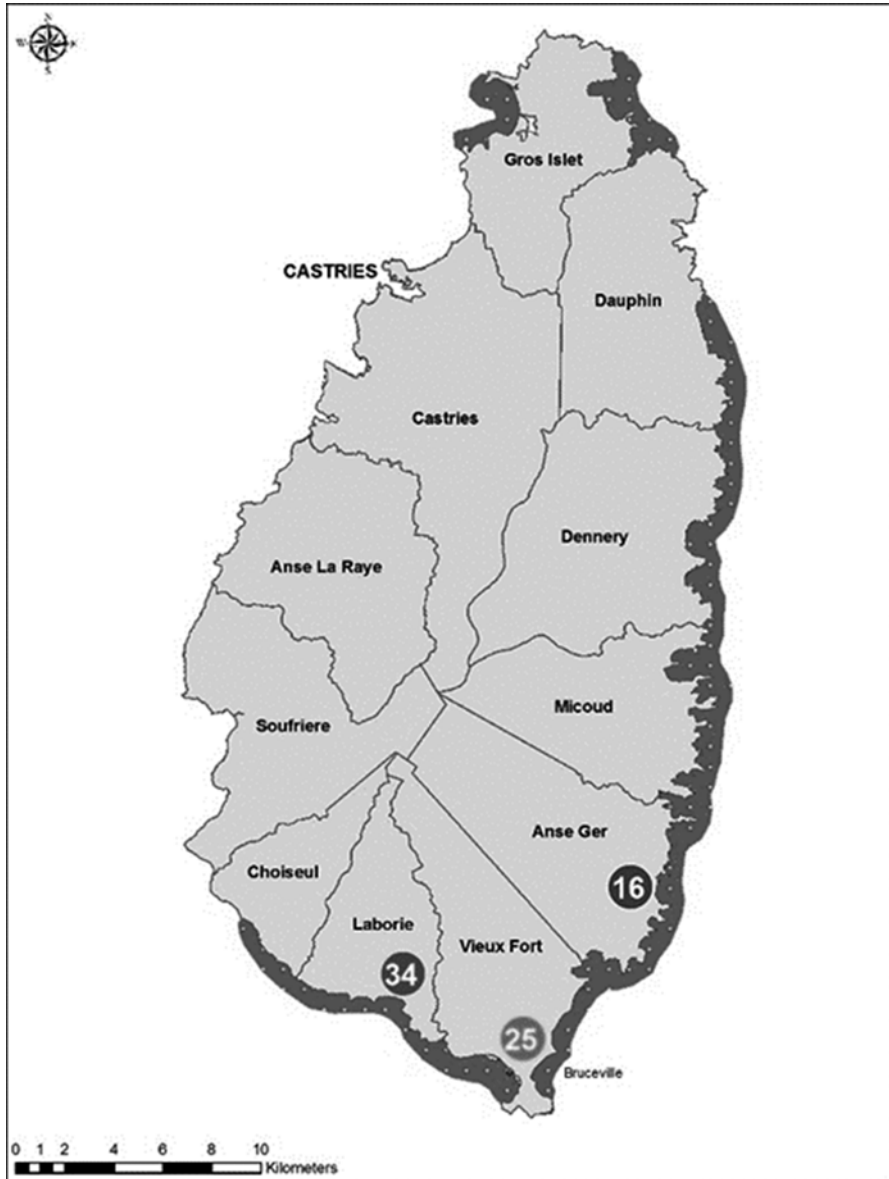 N
W
S
Gros Islet
CASTRIES
Dauphin
Castries
Dennery
Anse La Raye
Micoud
Soufriere
Anse Ger
Choiseul
16
Laborie
Vieux Fort
34
25
Bruceville
0 1 2 4 6 8 10
Kilometers